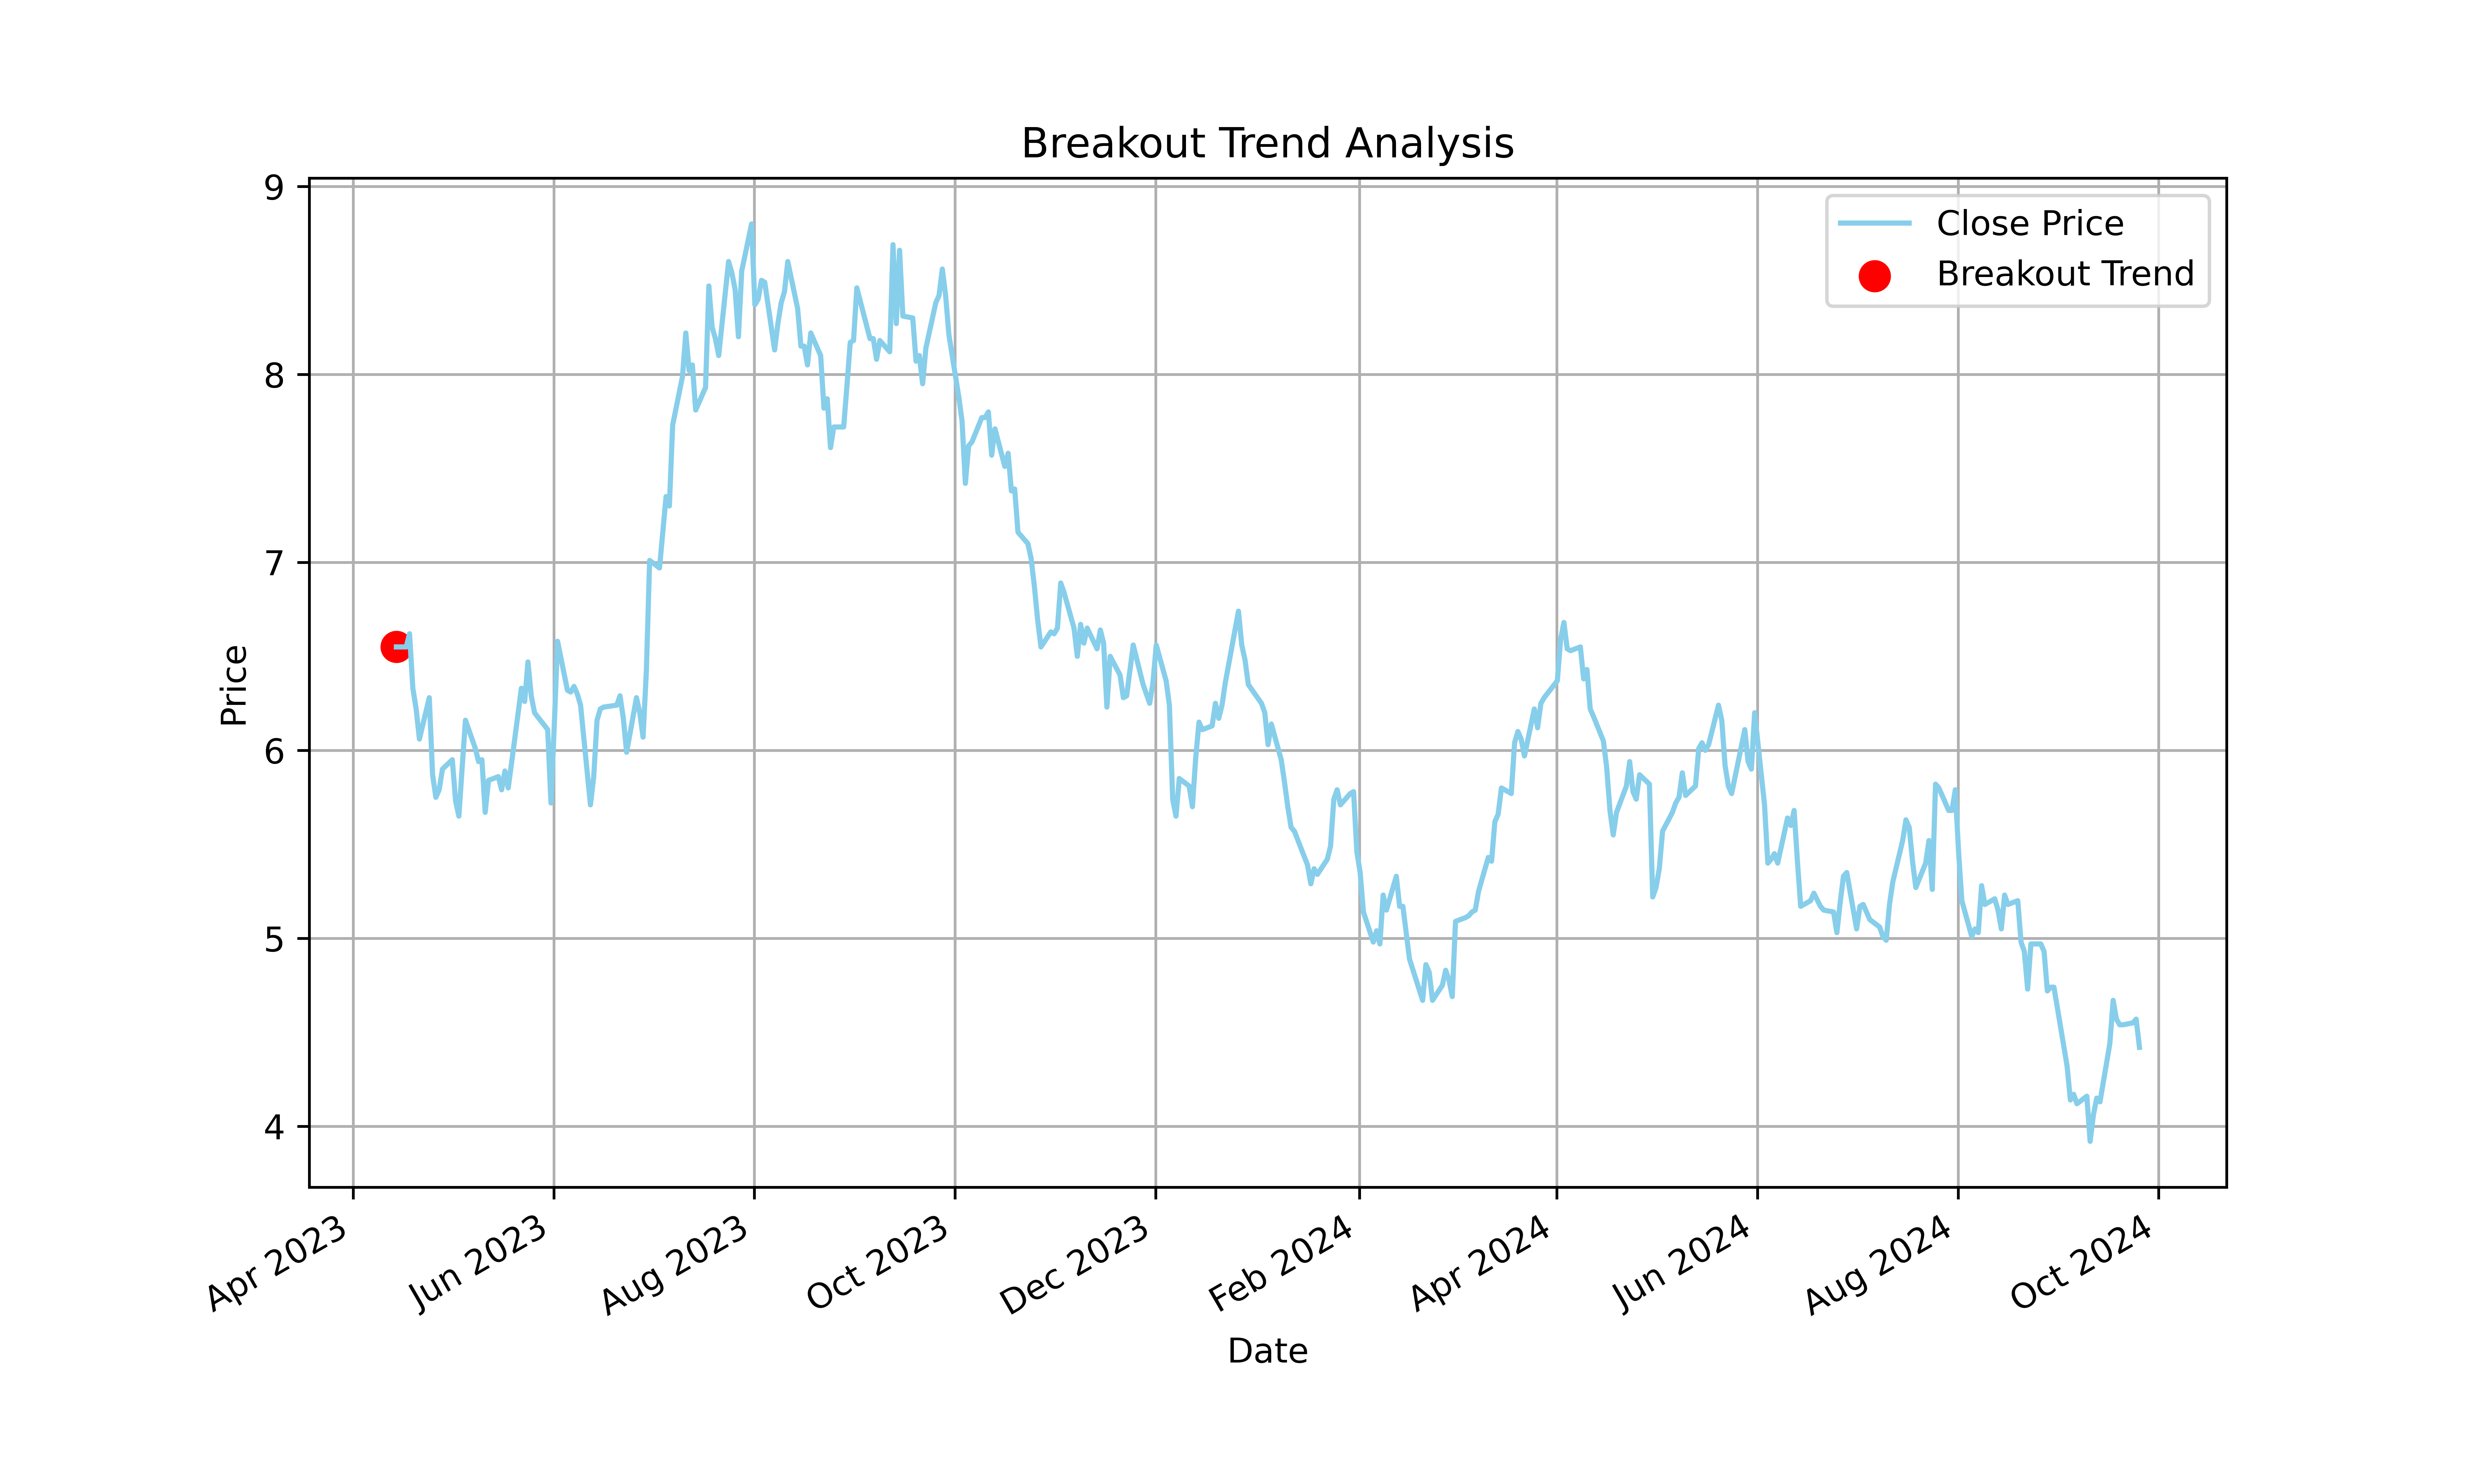 Breakout Trend Analysis
Close Price
Breakout Trend
Price
9
8
7
6
5
4
Apr 2023
Jun 2023
Aug 2023
Oct 2023
Dec 2023
Feb 2024
Apr 2024
Jun 2024
Aug 2024
Oct 2024
Date